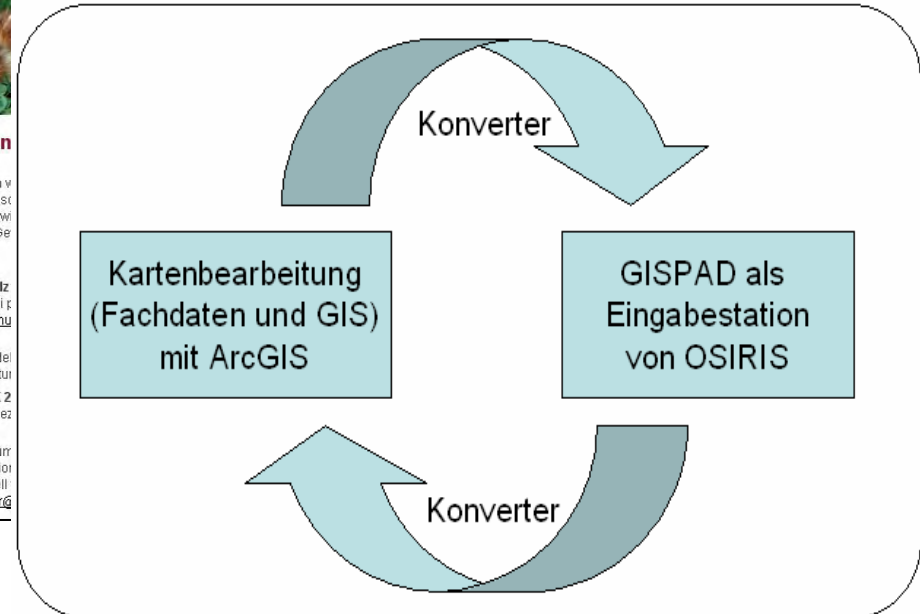 Konverter
Kartenbearbeitung
(Fachdaten und GIS)
mit ArcGIS
GISPAD als
Eingabestation
von OSIRIS
Konverter